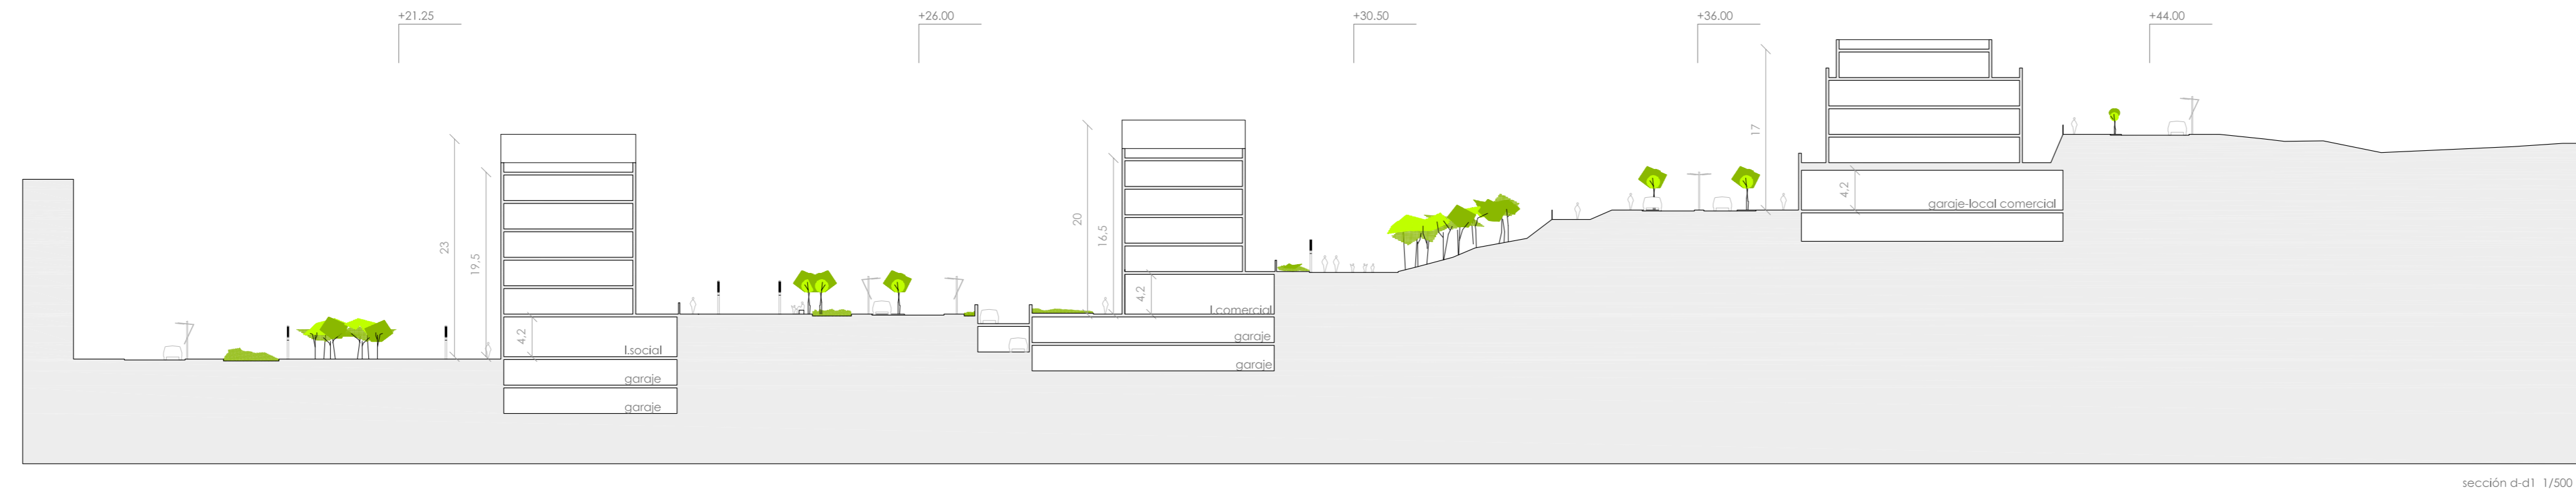 +21.25
+26.00
+30.50
+36.00
+44.00
23
19,5
4,2
l.social
garaje
garaje
20
16,5
4,2
l.comercial
garaje
garaje
17
4,2
garaje-local comercial
sección d-d1 1/500